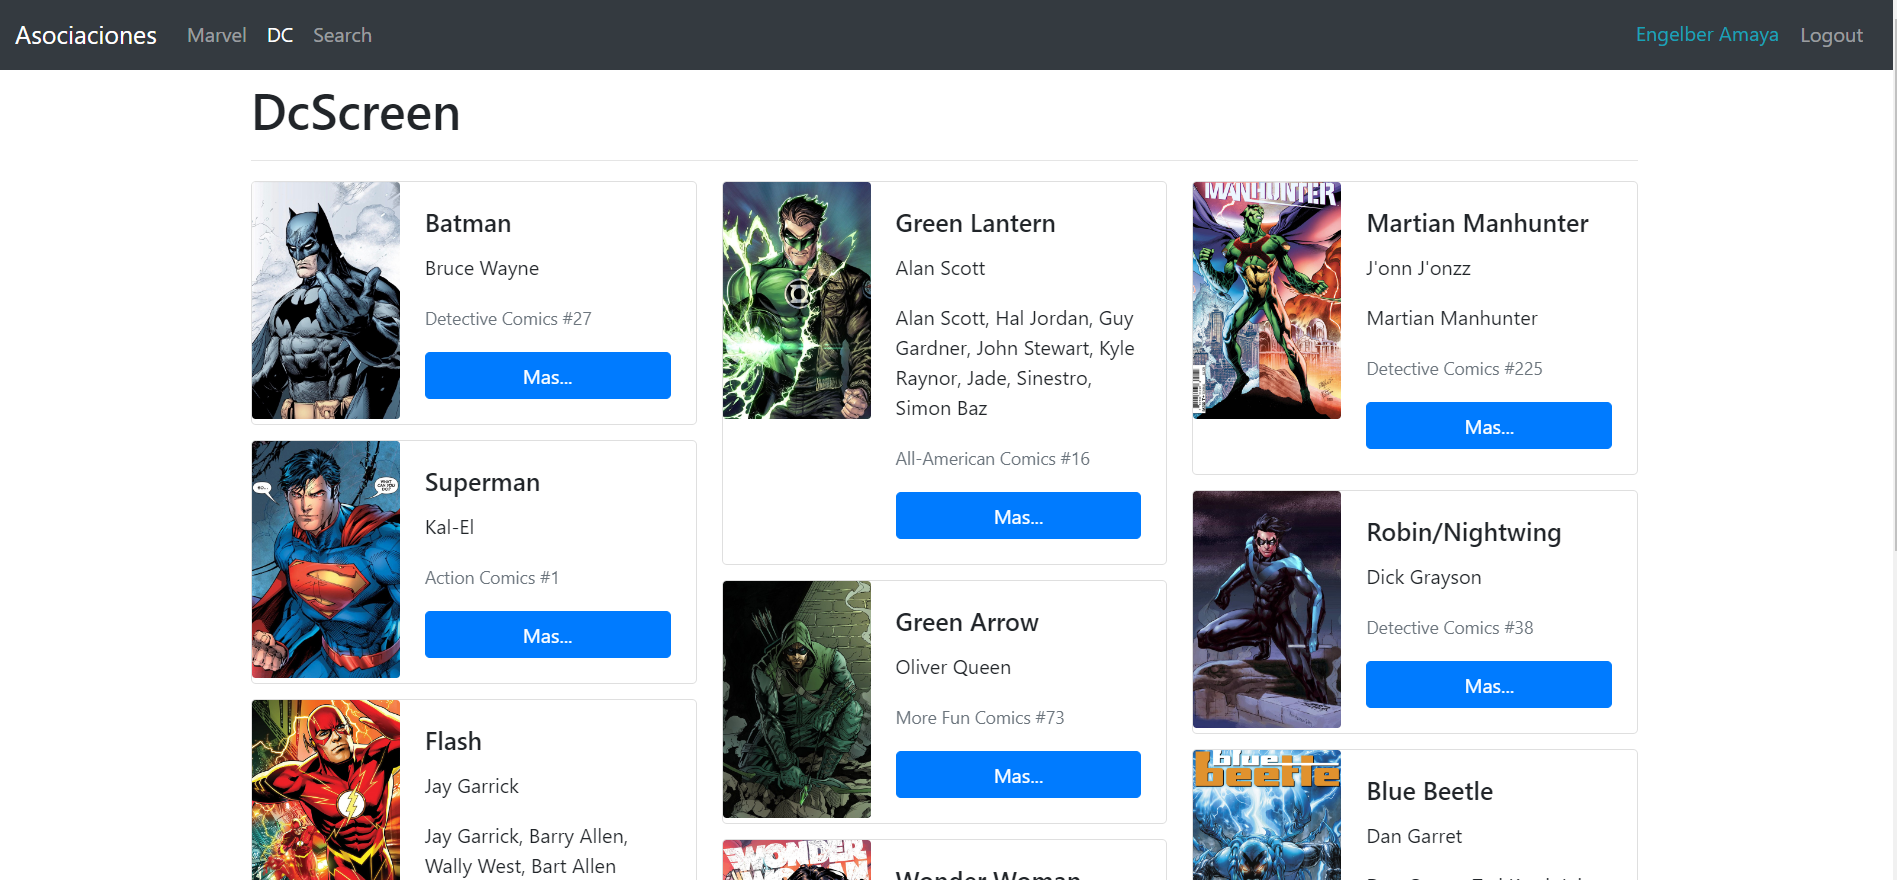 Asociaciones Marvel DC Search Engelber Amaya Logout
DcScreen
Batman
Bruce Wayne
Detective Comics #27
Mas...
Superman
Kal-El
Action Comics #1
Mas...
Flash
Jay Garrick
Jay Garrick, Barry Allen,
Wally West, Bart Allen
Green Lantern
Alan Scott
Alan Scott, Hal Jordan, Guy
Gardner, John Stewart, Kyle
Raynor, Jade, Sinestro,
Simon Baz
All-American Comics #16
Mas...
Green Arrow
Oliver Queen
More Fun Comics #73
Mas...
WONDER
Wonder Woman
MANHUNTER
Martian Manhunter
J'onn J'onzz
Martian Manhunter
Detective Comics #225
Mas...
Robin/Nightwing
Dick Grayson
Detective Comics #38
Mas...
blue
beetle
Blue Beetle
Dan Garret